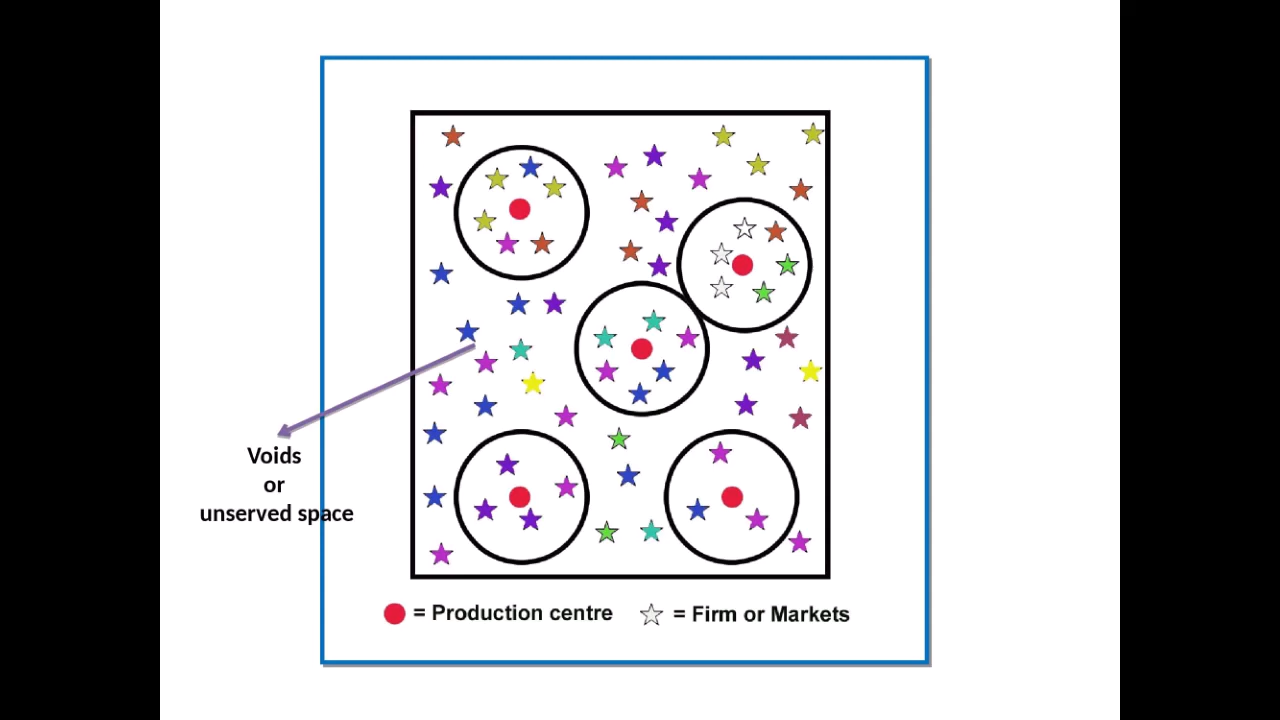 Voids
or
unserved space
= Production centre
= Firm or Markets